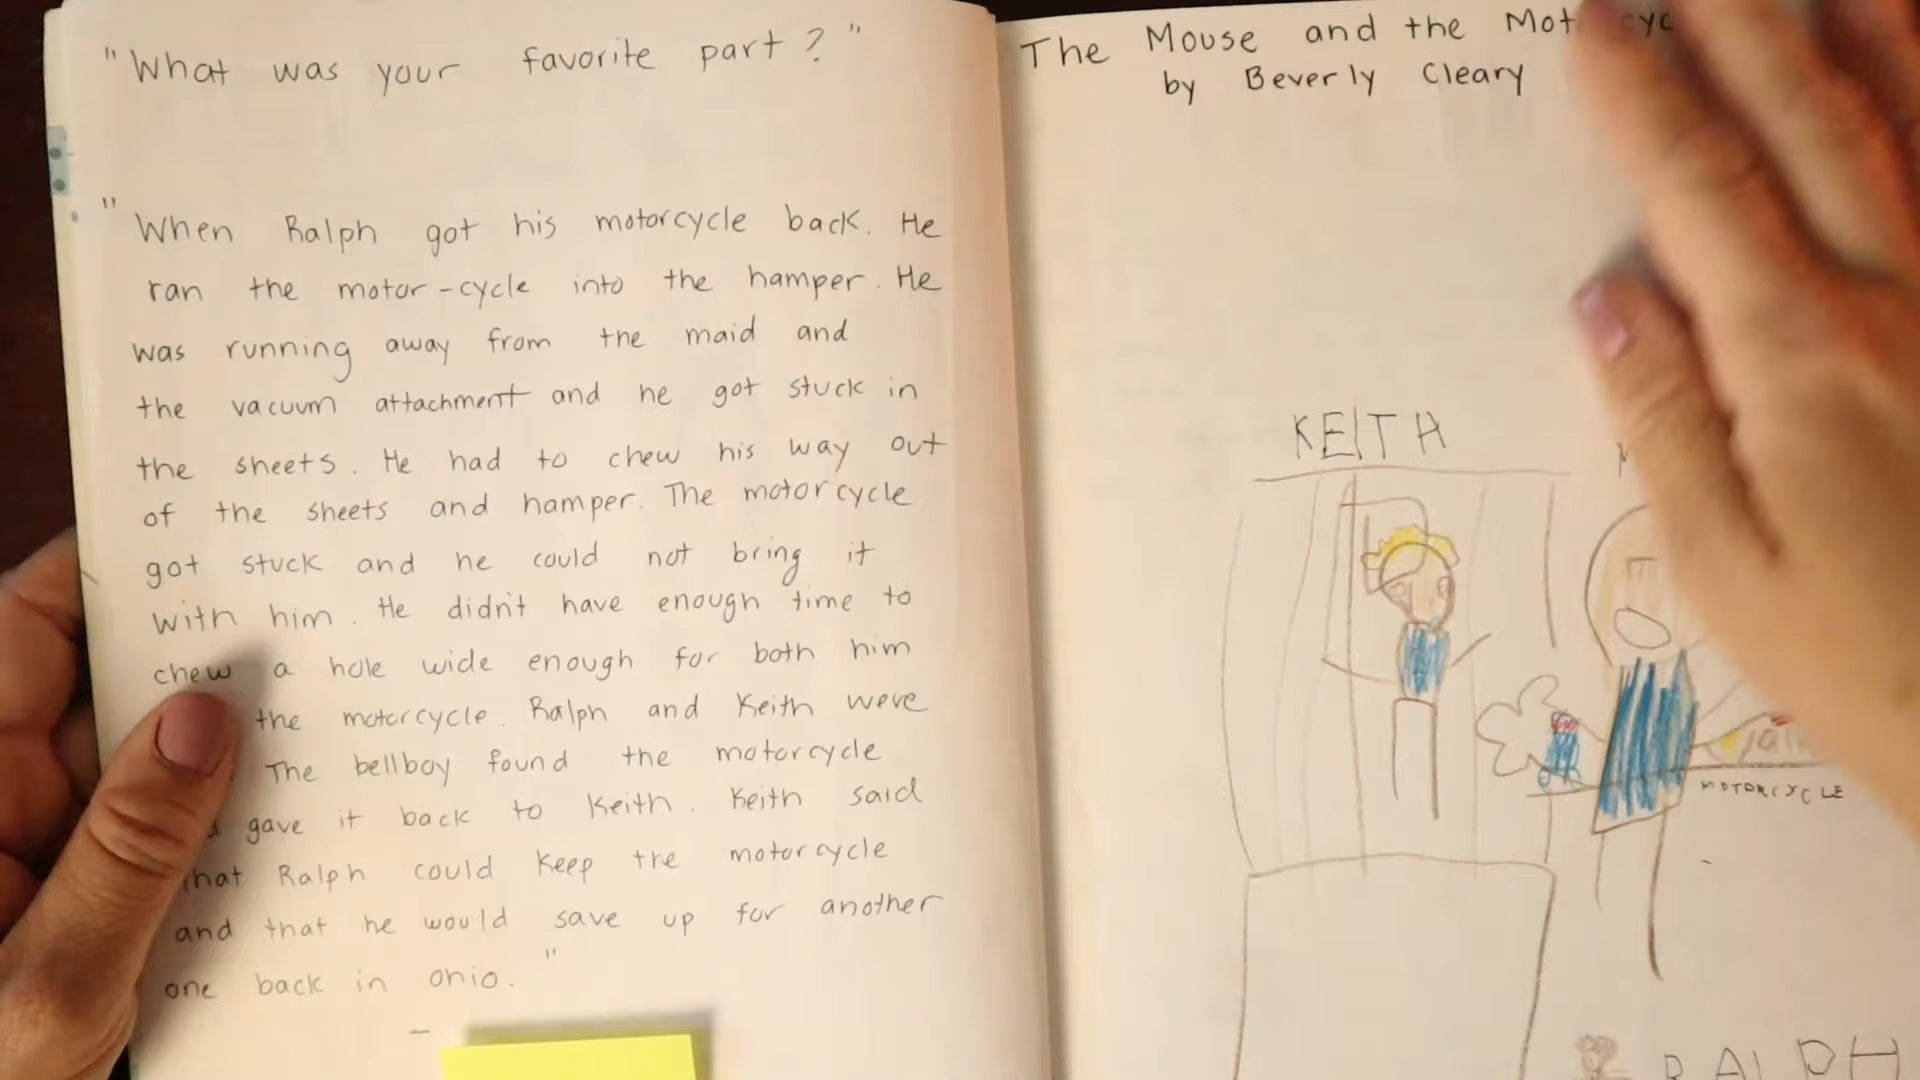 "What was your favorite part?"
"When Ralph got his motorcycle back. He
ran the motor-cycle into the hamper. He
was running away from the maid and
the vacuum attachment and he got stuck in
the sheets. He had to chew his way out
of the sheets and hamper. The motorcycle
got stuck and he could not bring it
with him. He didn't have enough time to
chew a hole wide enough for both him
the motorcycle. Ralph and Keith were
The bellboy found the motorcycle
gave it back to Keith. Keith said
that Ralph could keep the motorcycle
and that he would save up for another
one back in ohio."
The Mouse and the
by Beverly Cleary
KEITH
MOTORCYCLE
RALPH